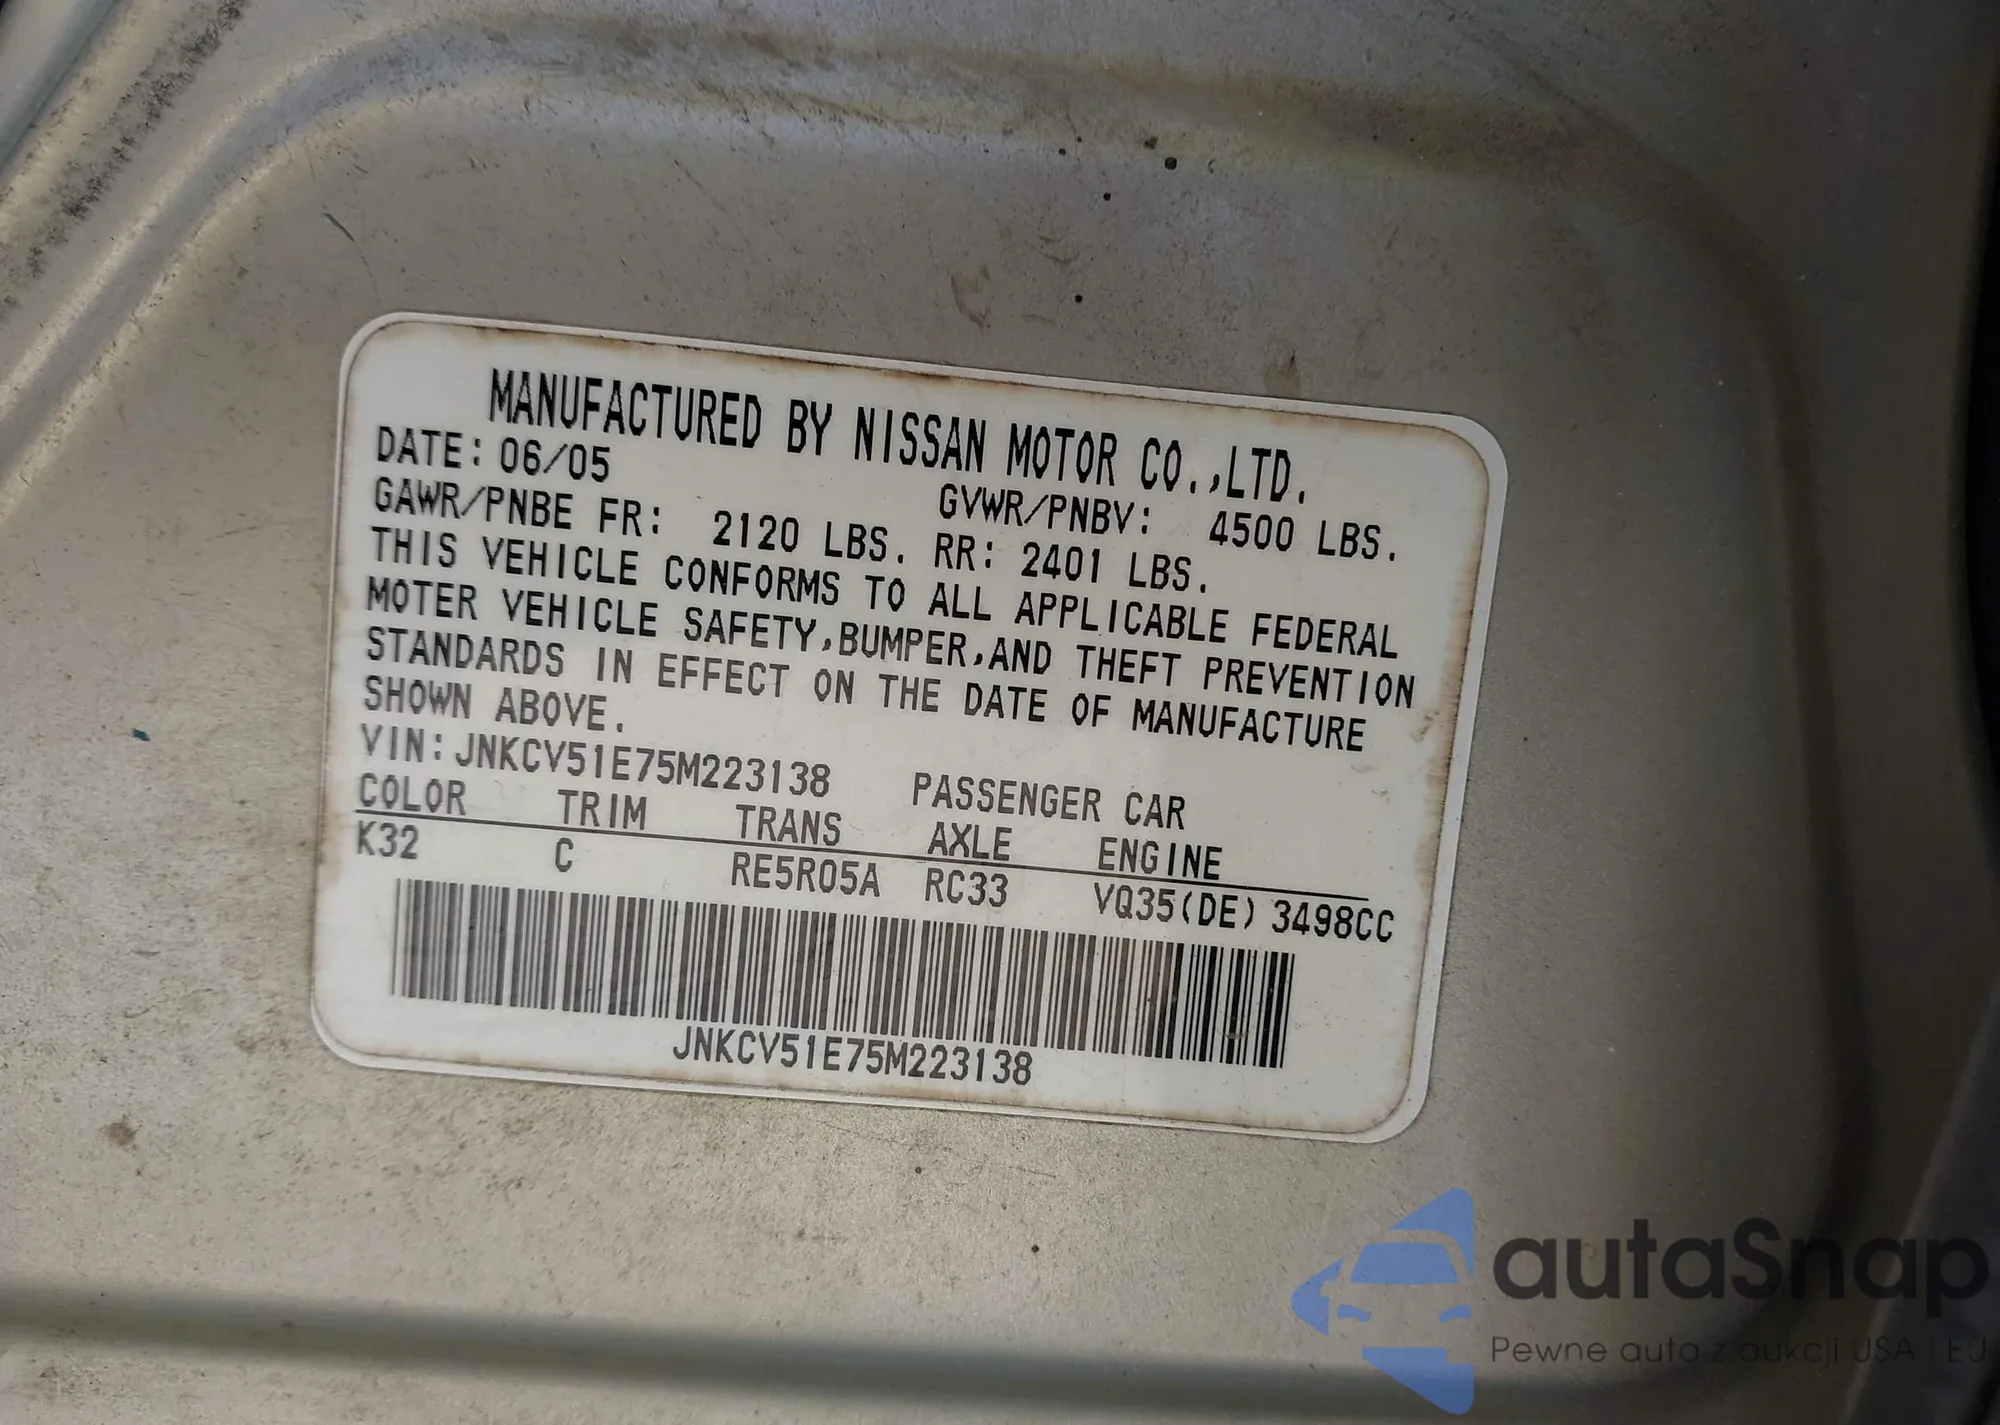 MANUFACTURED BY NISSAN MOTOR CO.,LTD.
DATE: 06/05 GVWR/PNBV: 4500 LBS.
GAWR/PNBE FR: 2120 LBS. RR: 2401 LBS.
THIS VEHICLE CONFORMS TO ALL APPLICABLE FEDERAL
MOTER VEHICLE SAFETY,BUMPER,AND THEFT PREVENTION
STANDARDS IN EFFECT ON THE DATE OF MANUFACTURE
SHOWN ABOVE.
VIN:JNKCV51E75M223138 PASSENGER CAR
COLOR TRIM TRANS AXLE ENGINE
K32 C RE5R05A RC33 VQ35(DE) 3498CC
JNKCV51E75M223138
autaSnap
Pewne auta z aukcji USA i EU